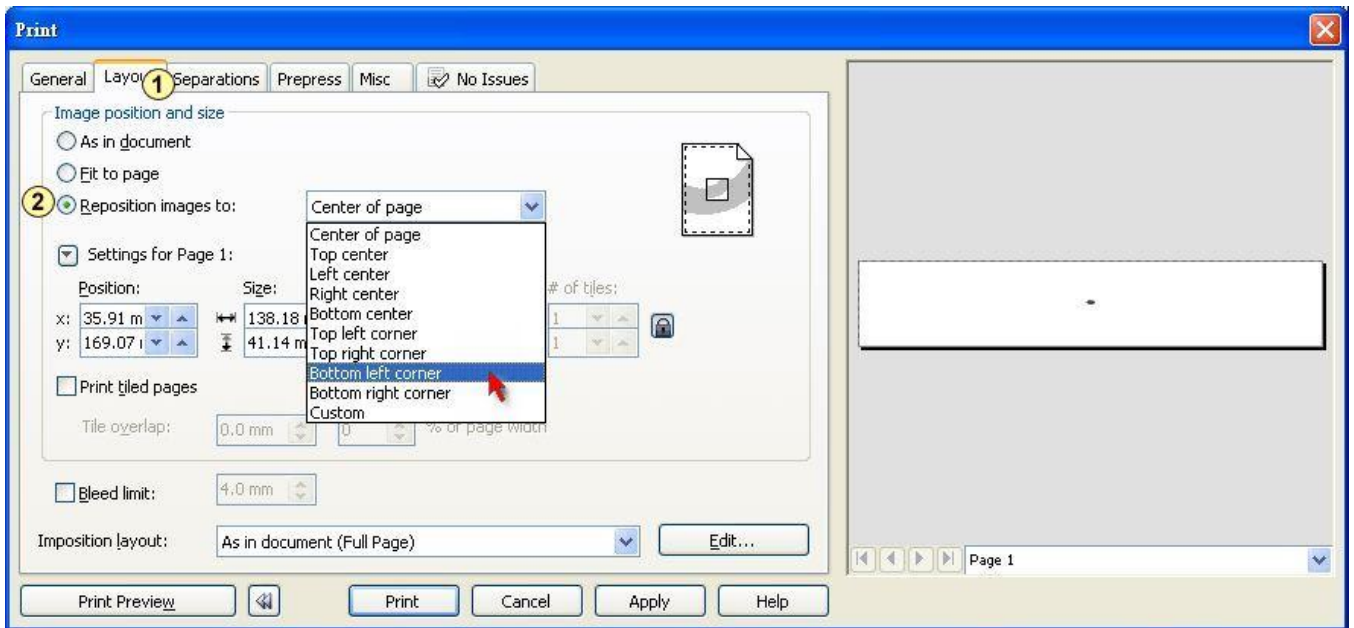 Print
General Layou 1 Separations Prepress Misc No Issues
Image position and size
As in document
Fit to page
2 Reposition images to: Center of page
Center of page
Top center
Left center
Right center
Bottom center
Top left corner
Top right corner
Bottom left corner
Bottom right corner
Custom
Settings for Page 1:
Position: Size: # of tiles:
x: 35.91 m 138.18 1
y: 169.07 41.14 m 1
Print tiled pages
Tile overlap: 0.0 mm 0 % of page width
Bleed limit: 4.0 mm
Imposition layout: As in document (Full Page) Edit...
Page 1
Print Preview Print Cancel Apply Help